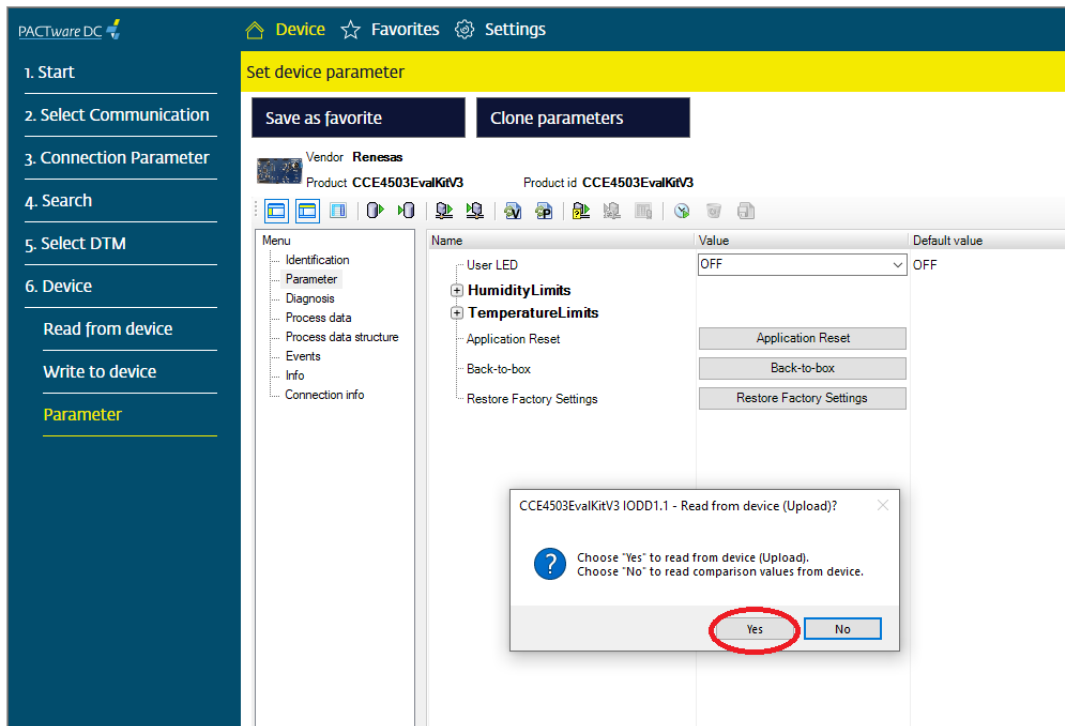 PACTware DC
Device
Favorites
Settings
1. Start
2. Select Communication
3. Connection Parameter
4. Search
5. Select DTM
6. Device
Read from device
Write to device
Parameter
Set device parameter
Save as favorite
Clone parameters
Vendor Renesas
Product CCE4503EvalKitV3 Product id CCE4503EvalKitV3
Menu
Identification
Parameter
Diagnosis
Process data
Process data structure
Events
Info
Connection info
Name Value Default value
User LED OFF OFF
HumidityLimits
TemperatureLimits
Application Reset Application Reset
Back-to-box Back-to-box
Restore Factory Settings Restore Factory Settings
CCE4503EvalKitV3 IODD1.1 - Read from device (Upload)?
Choose "Yes" to read from device (Upload).
Choose "No" to read comparison values from device.
Yes No